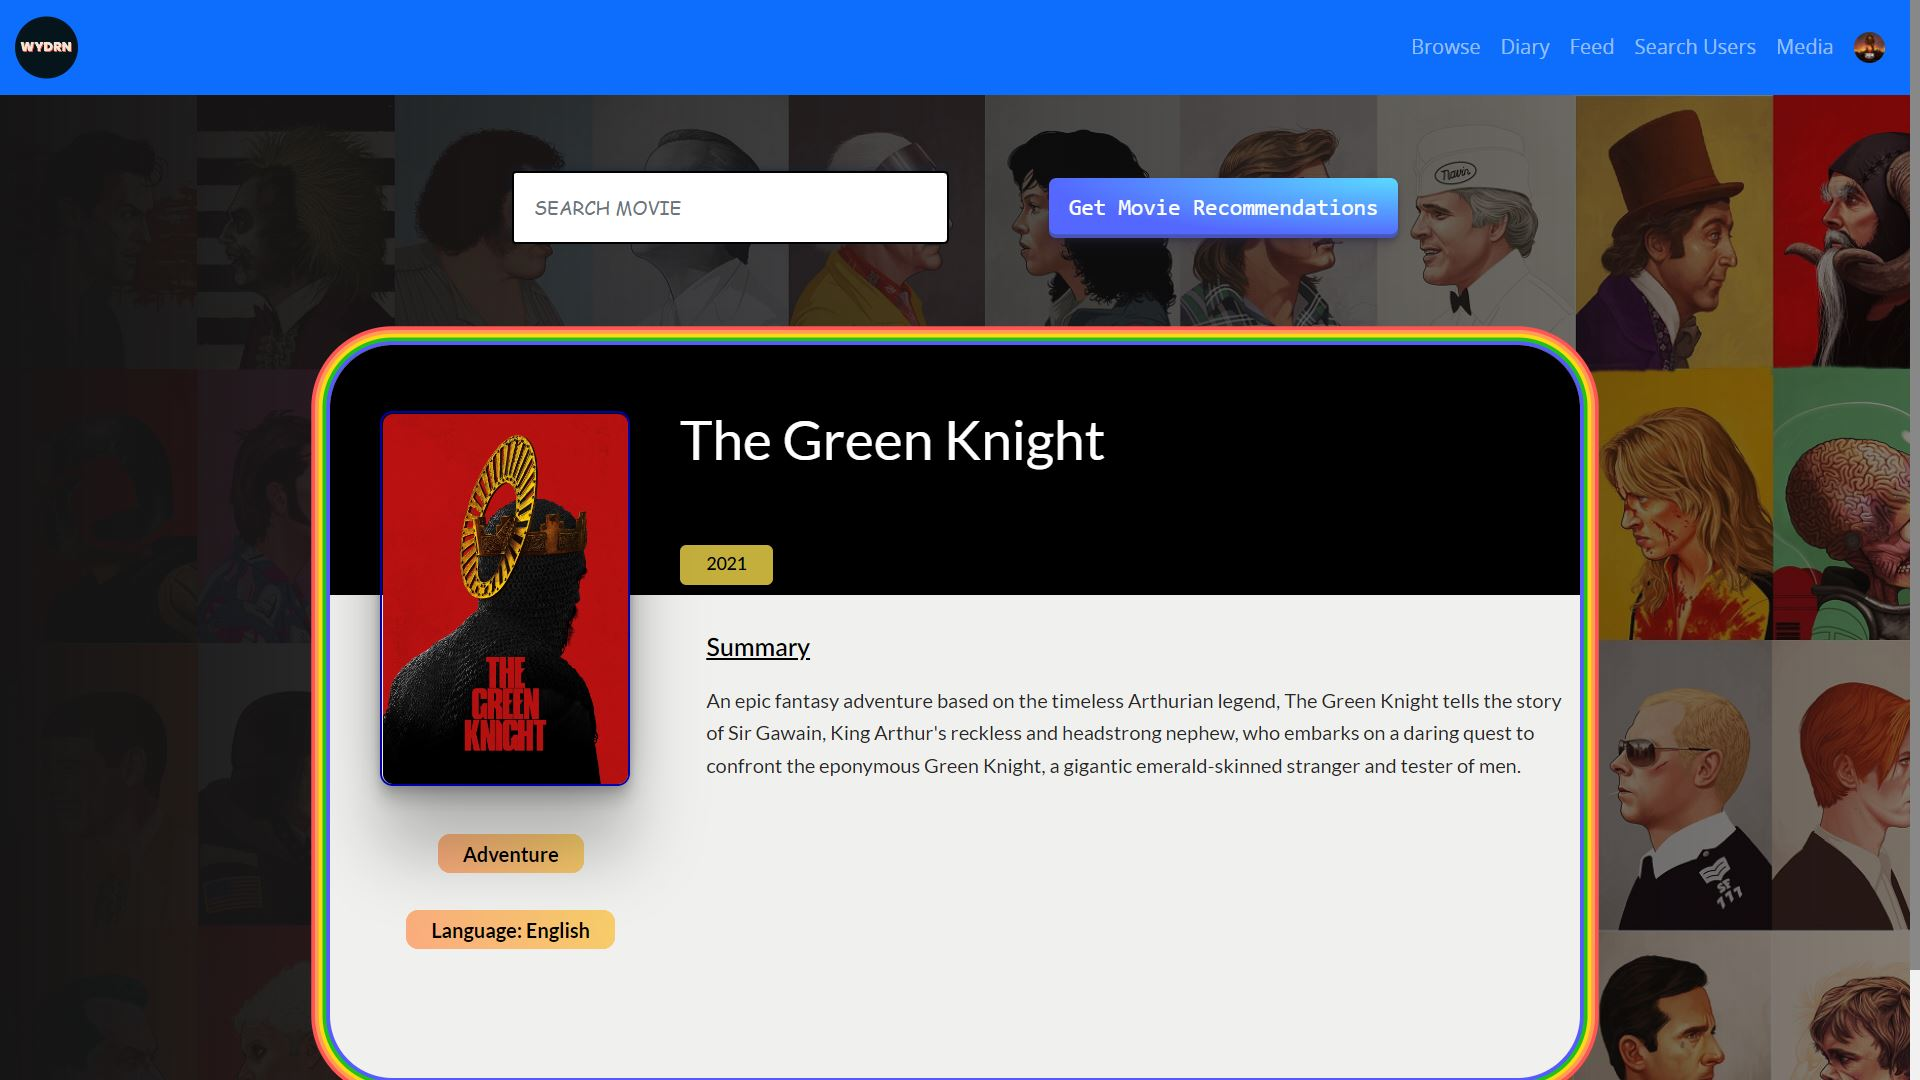 WYDRN
Browse Diary Feed Search Users Media
Navin
SEARCH MOVIE
Get Movie Recommendations
The Green Knight
2021
THE
GREEN
KNIGHT
Summary
An epic fantasy adventure based on the timeless Arthurian legend, The Green Knight tells the story
of Sir Gawain, King Arthur's reckless and headstrong nephew, who embarks on a daring quest to
confront the eponymous Green Knight, a gigantic emerald-skinned stranger and tester of men.
Adventure
Language: English
SF
777